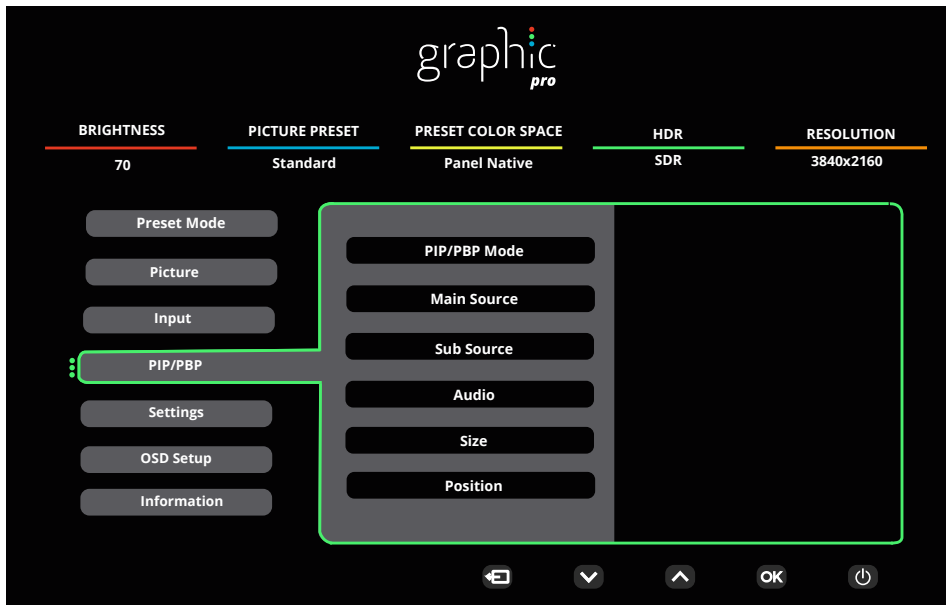 graphic
pro
BRIGHTNESS PICTURE PRESET PRESET COLOR SPACE HDR RESOLUTION
70 Standard Panel Native SDR 3840x2160
Preset Mode
Picture
Input
PIP/PBP
Settings
OSD Setup
Information
PIP/PBP Mode
Main Source
Sub Source
Audio
Size
Position
OK